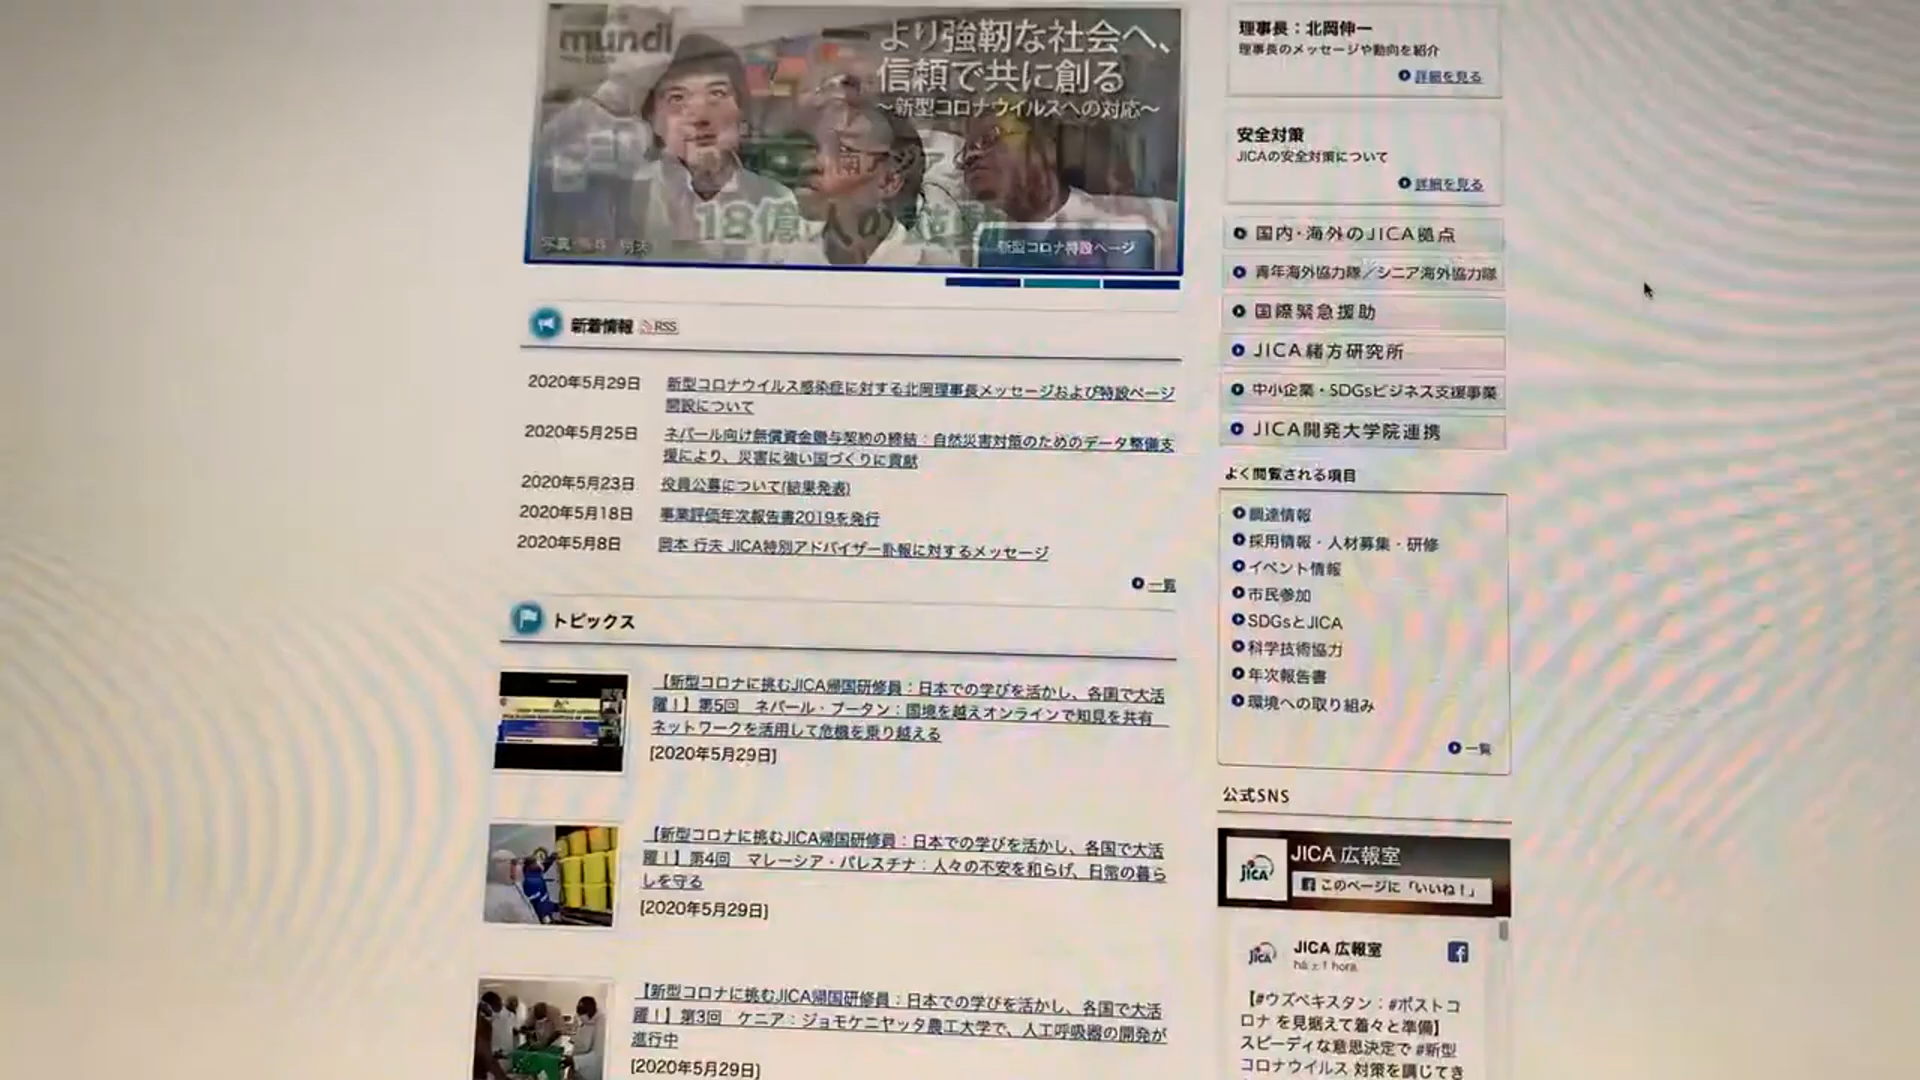 mundi
より強靭な社会へ、
信頼で共に創る
～新型コロナウイルスへの対応～
南アジア
18億人の鼓動
新型コロナ特設ページ
新着情報 RSS
2020年5月29日 新型コロナウイルス感染症に対する北岡理事長メッセージおよび特設ページ
開設について
2020年5月25日 ネパール向け無償資金贈与契約の締結：自然災害対策のためのデータ整備支
援により、災害に強い国づくりに貢献
2020年5月23日 役員公募について(結果発表)
2020年5月18日 事業評価年次報告書2019を発行
2020年5月8日 岡本 行夫 JICA特別アドバイザー訃報に対するメッセージ
一覧
トピックス
【新型コロナに挑むJICA帰国研修員：日本での学びを活かし、各国で大活
躍！】第5回　ネパール・ブータン：国境を越えオンラインで知見を共有
ネットワークを活用して危機を乗り越える
[2020年5月29日]
【新型コロナに挑むJICA帰国研修員：日本での学びを活かし、各国で大活
躍！】第4回　マレーシア・パレスチナ：人々の不安を和らげ、日常の暮ら
しを守る
[2020年5月29日]
【新型コロナに挑むJICA帰国研修員：日本での学びを活かし、各国で大活
躍！】第3回　ケニア：ジョモケニヤッタ農工大学で、人工呼吸器の開発が
進行中
[2020年5月29日]
理事長：北岡伸一
理事長のメッセージや動向を紹介
詳細を見る
安全対策
JICAの安全対策について
詳細を見る
国内・海外のJICA拠点
青年海外協力隊／シニア海外協力隊
国際緊急援助
JICA緒方研究所
中小企業・SDGsビジネス支援事業
JICA開発大学院連携
よく閲覧される項目
調達情報
採用情報・人材募集・研修
イベント情報
市民参加
SDGsとJICA
科学技術協力
年次報告書
環境への取り組み
一覧
公式SNS
JICA 広報室
JICA
このページに「いいね！」
JICA 広報室
JICA
há ± 1 hora
【#ウズベキスタン：#ポストコ
ロナ を見据えて着々と準備】
スピーディな意思決定で #新型
コロナウイルス 対策を講じてき